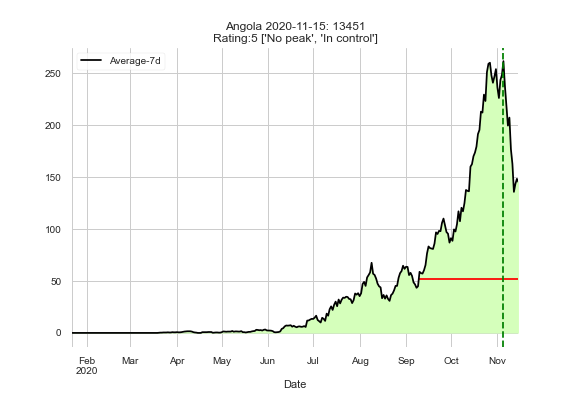 Angola 2020-11-15: 13451
Rating:5 ['No peak', 'In control']
Average-7d
250
200
150
100
50
0
Feb Mar Apr May Jun Jul Aug Sep Oct Nov
2020
Date